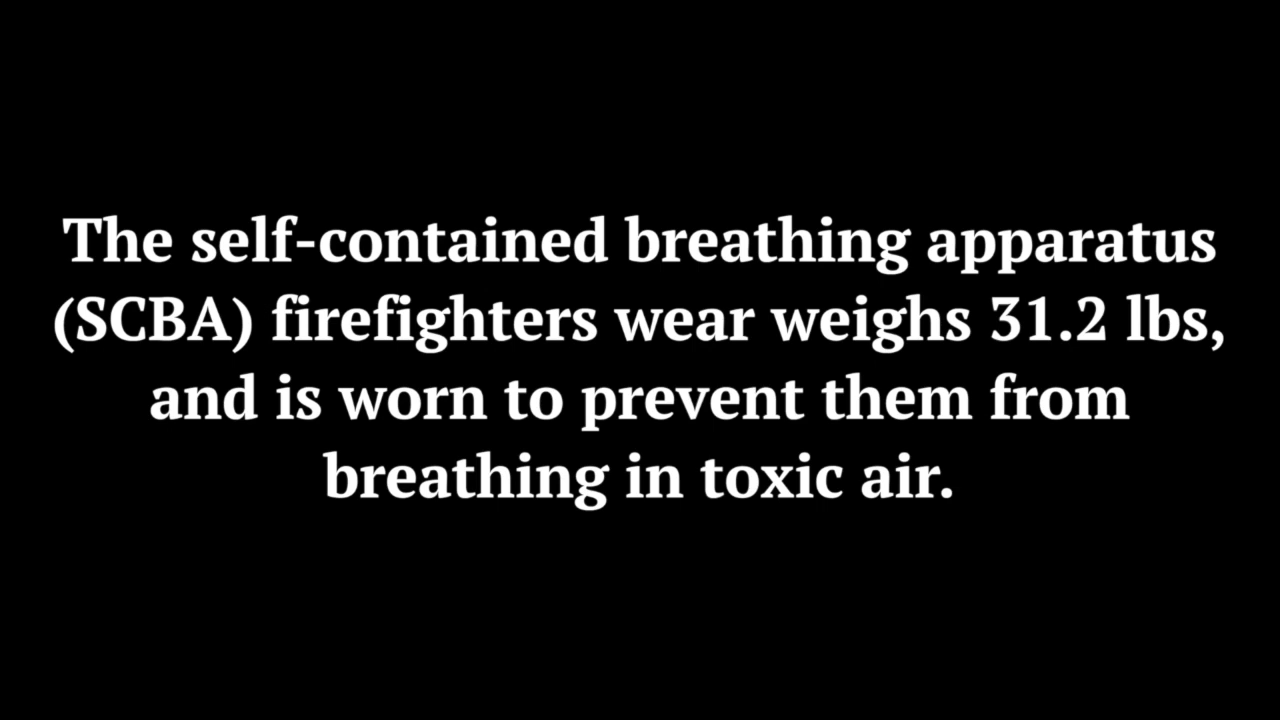 The self-contained breathing apparatus
(SCBA) firefighters wear weighs 31.2 lbs,
and is worn to prevent them from
breathing in toxic air.